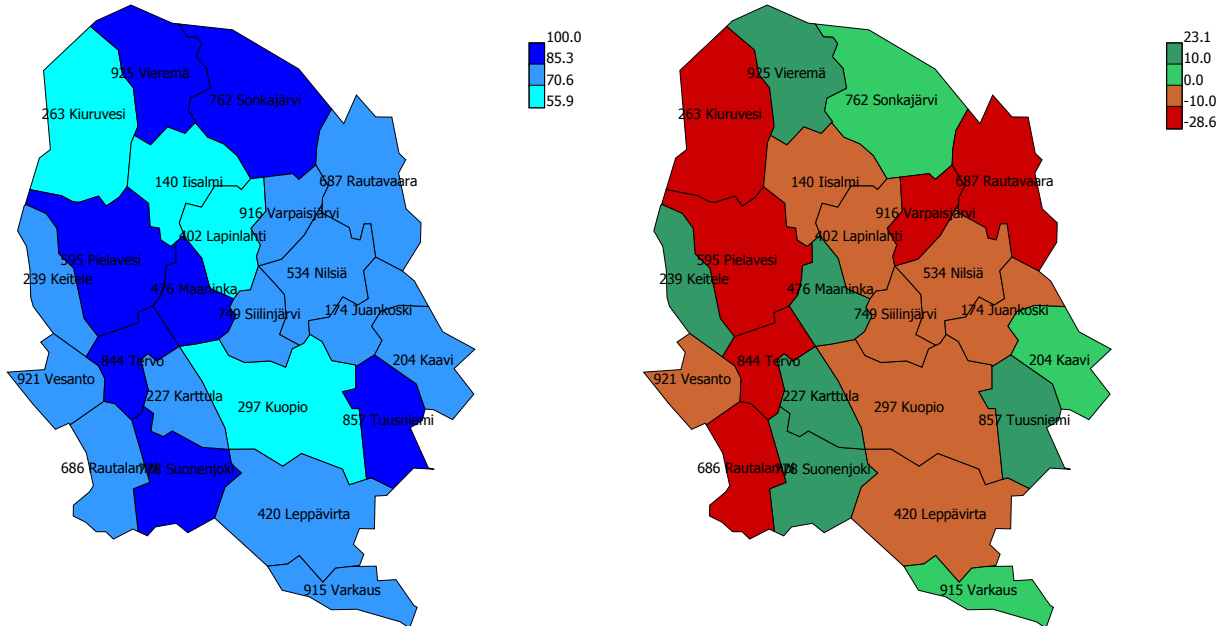 100.0
85.3
70.6
55.9
925 Vieremä
762 Sonkajärvi
263 Kiuruvesi
140 Iisalmi
687 Rautavaara
916 Varpaisjärvi
402 Lapinlahti
595 Pielavesi
239 Keitele
534 Nilsiä
476 Maaninka
749 Siilinjärvi
174 Juankoski
844 Tervo
204 Kaavi
921 Vesanto
227 Karttula
297 Kuopio
857 Tuusniemi
686 Rautalampi
778 Suonenjoki
420 Leppävirta
915 Varkaus
23.1
10.0
0.0
-10.0
-28.6
925 Vieremä
762 Sonkajärvi
263 Kiuruvesi
140 Iisalmi
687 Rautavaara
916 Varpaisjärvi
402 Lapinlahti
595 Pielavesi
239 Keitele
534 Nilsiä
476 Maaninka
749 Siilinjärvi
174 Juankoski
844 Tervo
204 Kaavi
921 Vesanto
227 Karttula
297 Kuopio
857 Tuusniemi
686 Rautalampi
778 Suonenjoki
420 Leppävirta
915 Varkaus